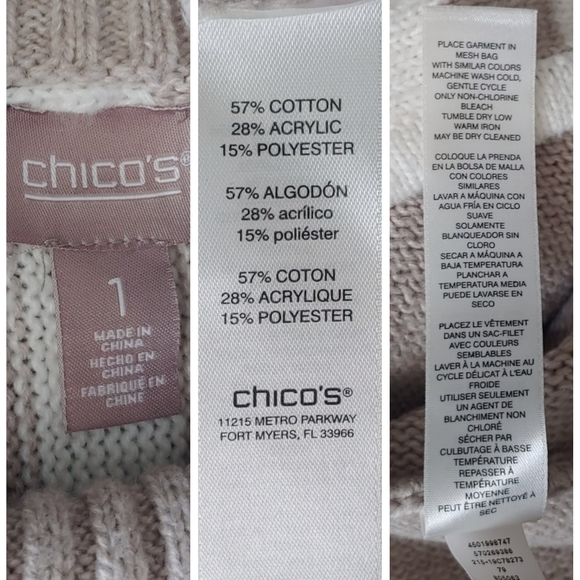 chico's®
1
MADE IN
CHINA
HECHO EN
CHINA
FABRIQUÉ EN
CHINE
57% COTTON
28% ACRYLIC
15% POLYESTER
57% ALGODÓN
28% acrílico
15% poliéster
57% COTON
28% ACRYLIQUE
15% POLYESTER
chico's®
11215 METRO PARKWAY
FORT MYERS, FL 33966
PLACE GARMENT IN
MESH BAG
WITH SIMILAR COLORS
MACHINE WASH COLD,
GENTLE CYCLE
ONLY NON-CHLORINE
BLEACH
TUMBLE DRY LOW
WARM IRON
MAY BE DRY CLEANED
COLOQUE LA PRENDA
EN LA BOLSA DE MALLA
CON COLORES
SIMILARES
LAVAR A MÁQUINA CON
AGUA FRÍA EN CICLO
SUAVE
SOLAMENTE
BLANQUEADOR SIN
CLORO
SECAR A MÁQUINA A
BAJA TEMPERATURA
PLANCHAR A
TEMPERATURA MEDIA
PUEDE LAVARSE EN
SECO
PLACEZ LE VÊTEMENT
DANS UN SAC-FILET
AVEC COULEURS
SEMBLABLES
LAVER À LA MACHINE AU
CYCLE DÉLICAT À L'EAU
FROIDE
UTILISER SEULEMENT
UN AGENT DE
BLANCHIMENT NON
CHLORÉ
SÉCHER PAR
CULBUTAGE À BASSE
TEMPÉRATURE
REPASSER À
TEMPÉRATURE
MOYENNE
PEUT ÊTRE NETTOYÉ À
SEC
4501998747
570269386
79